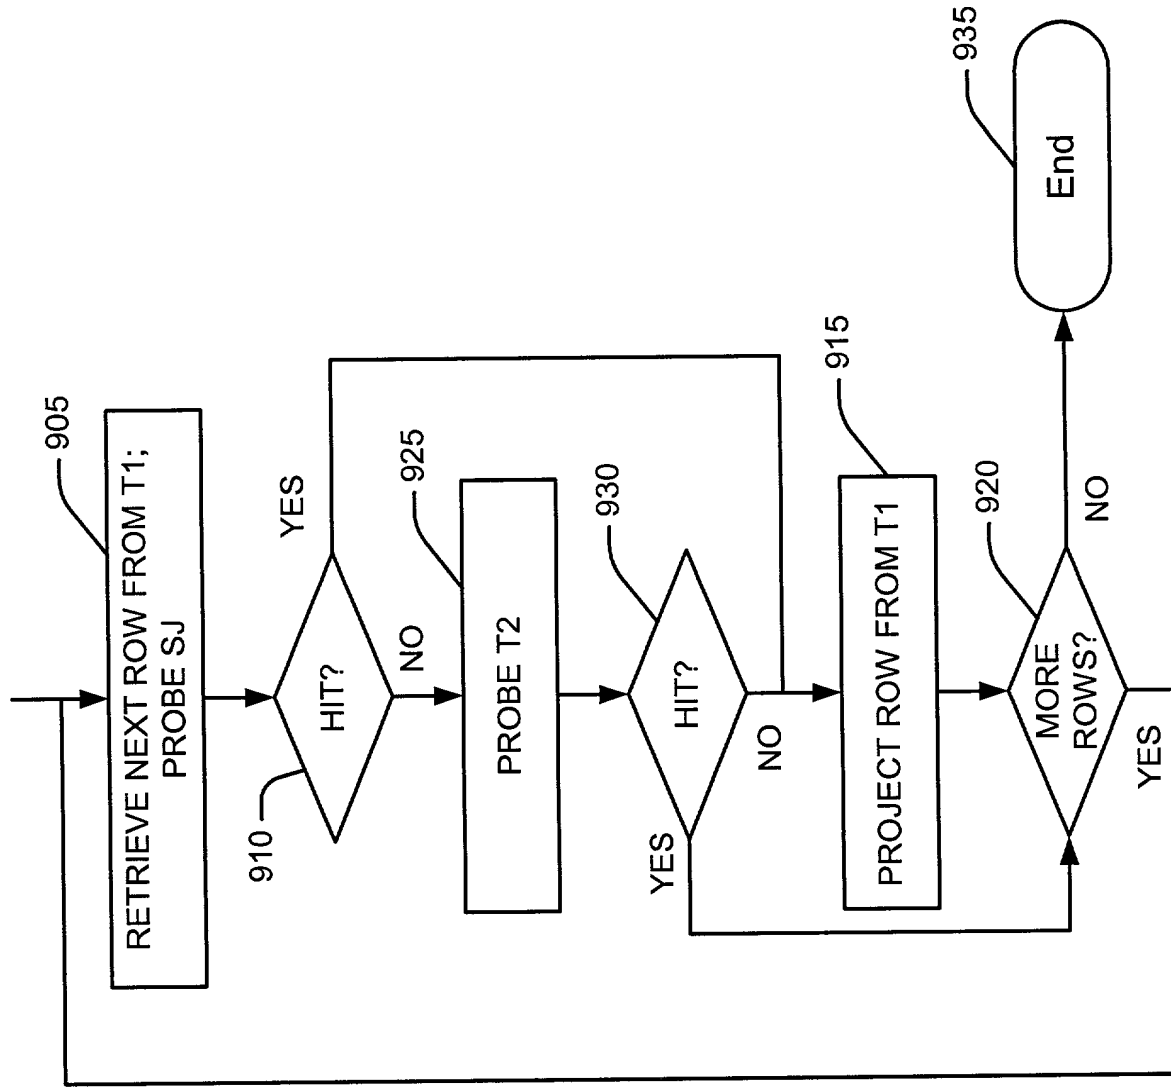 905
RETRIEVE NEXT ROW FROM T1;
PROBE SJ
910
HIT?
YES
NO
925
PROBE T2
930
HIT?
YES
NO
915
PROJECT ROW FROM T1
920
MORE
ROWS?
NO
YES
935
End